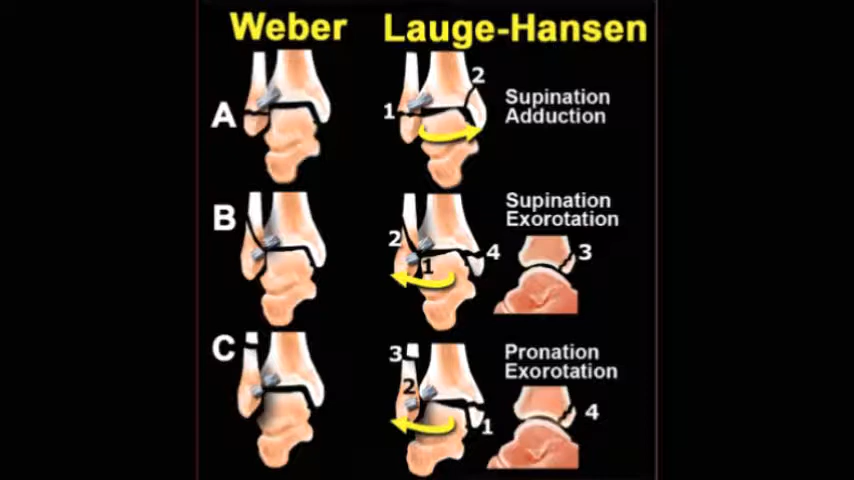 Weber Lauge-Hansen
A
1
2
Supination
Adduction
B
2
1
4
Supination
Exorotation
3
C
3
2
1
Pronation
Exorotation
4